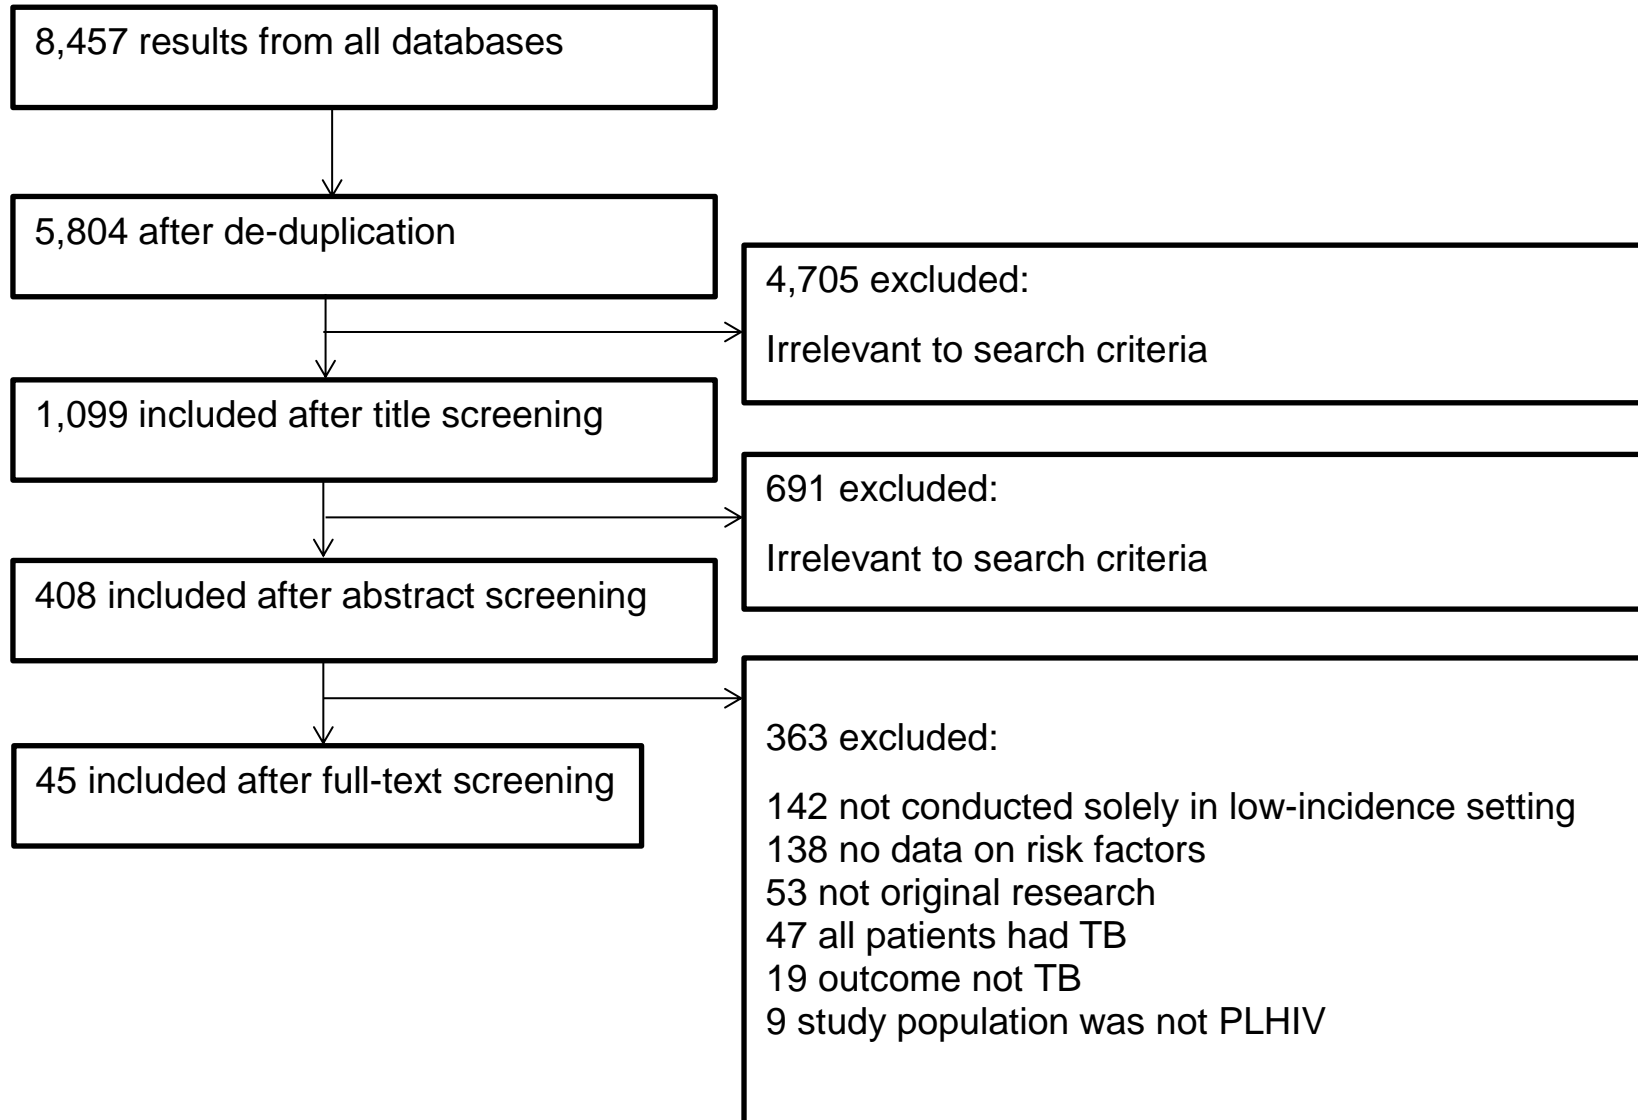 8,457 results from all databases
5,804 after de-duplication
4,705 excluded:
Irrelevant to search criteria
1,099 included after title screening
691 excluded:
Irrelevant to search criteria
408 included after abstract screening
363 excluded:
142 not conducted solely in low-incidence setting
138 no data on risk factors
53 not original research
47 all patients had TB
19 outcome not TB
9 study population was not PLHIV
45 included after full-text screening